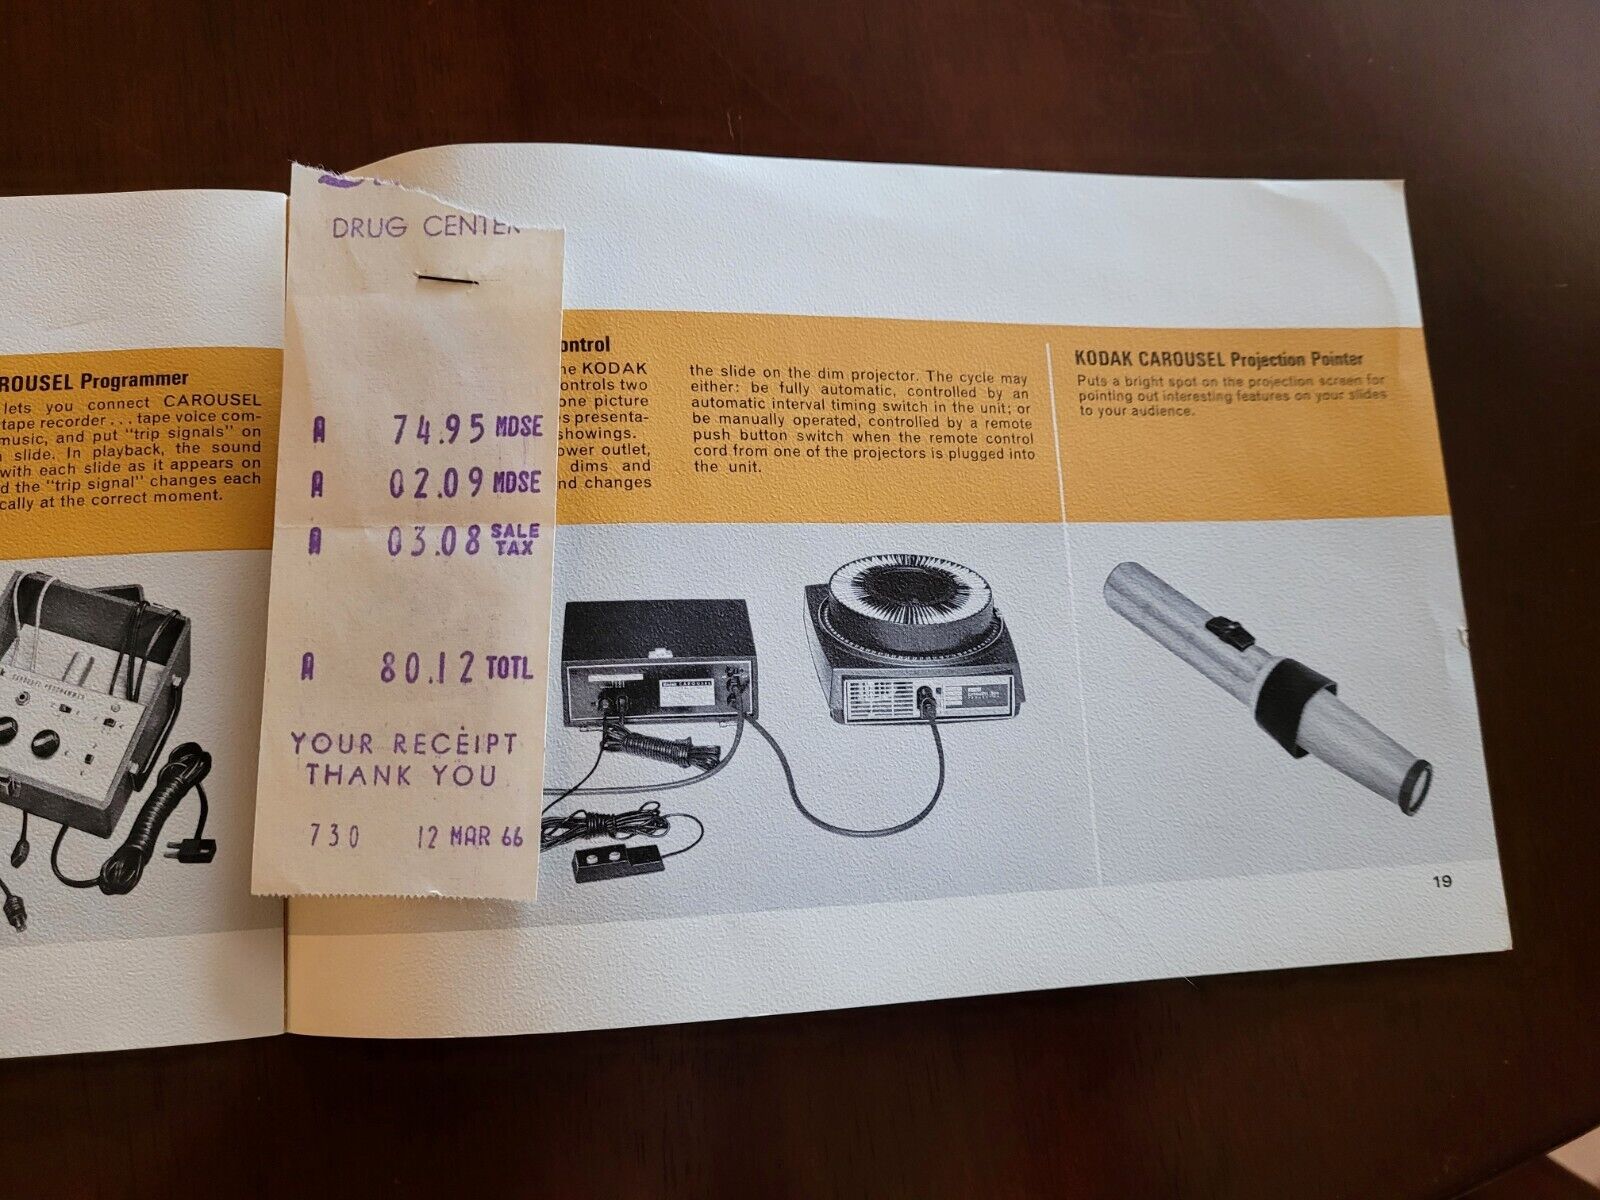 ROUSEL Programmer
lets you connect CAROUSEL
tape recorder... tape voice com-
music, and put "trip signals" on
slide. In playback, the sound
with each slide as it appears on
d the "trip signal" changes each
cally at the correct moment.
CAROUSEL PROGRAMMER
DRUG CENTER
A 74.95 MDSE
A 02.09 MDSE
A 03.08 SALE TAX
A 80.12 TOTL
YOUR RECEIPT
THANK YOU
730 12 MAR 66
ontrol
he KODAK
ontrols two
one picture
s presenta-
showings.
ower outlet,
dims and
nd changes
the slide on the dim projector. The cycle may
either: be fully automatic, controlled by an
automatic interval timing switch in the unit; or
be manually operated, controlled by a remote
push button switch when the remote control
cord from one of the projectors is plugged into
the unit.
CAROUSEL
KODAK CAROUSEL Projection Pointer
Puts a bright spot on the projection screen for
pointing out interesting features on your slides
to your audience.
19